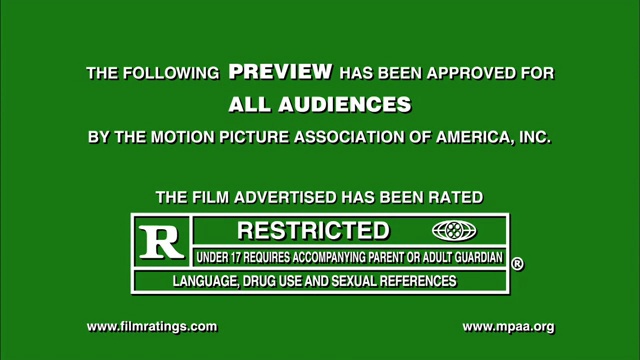 THE FOLLOWING PREVIEW HAS BEEN APPROVED FOR
ALL AUDIENCES
BY THE MOTION PICTURE ASSOCIATION OF AMERICA, INC.
THE FILM ADVERTISED HAS BEEN RATED
R RESTRICTED
UNDER 17 REQUIRES ACCOMPANYING PARENT OR ADULT GUARDIAN ®
LANGUAGE, DRUG USE AND SEXUAL REFERENCES
www.filmratings.com www.mpaa.org